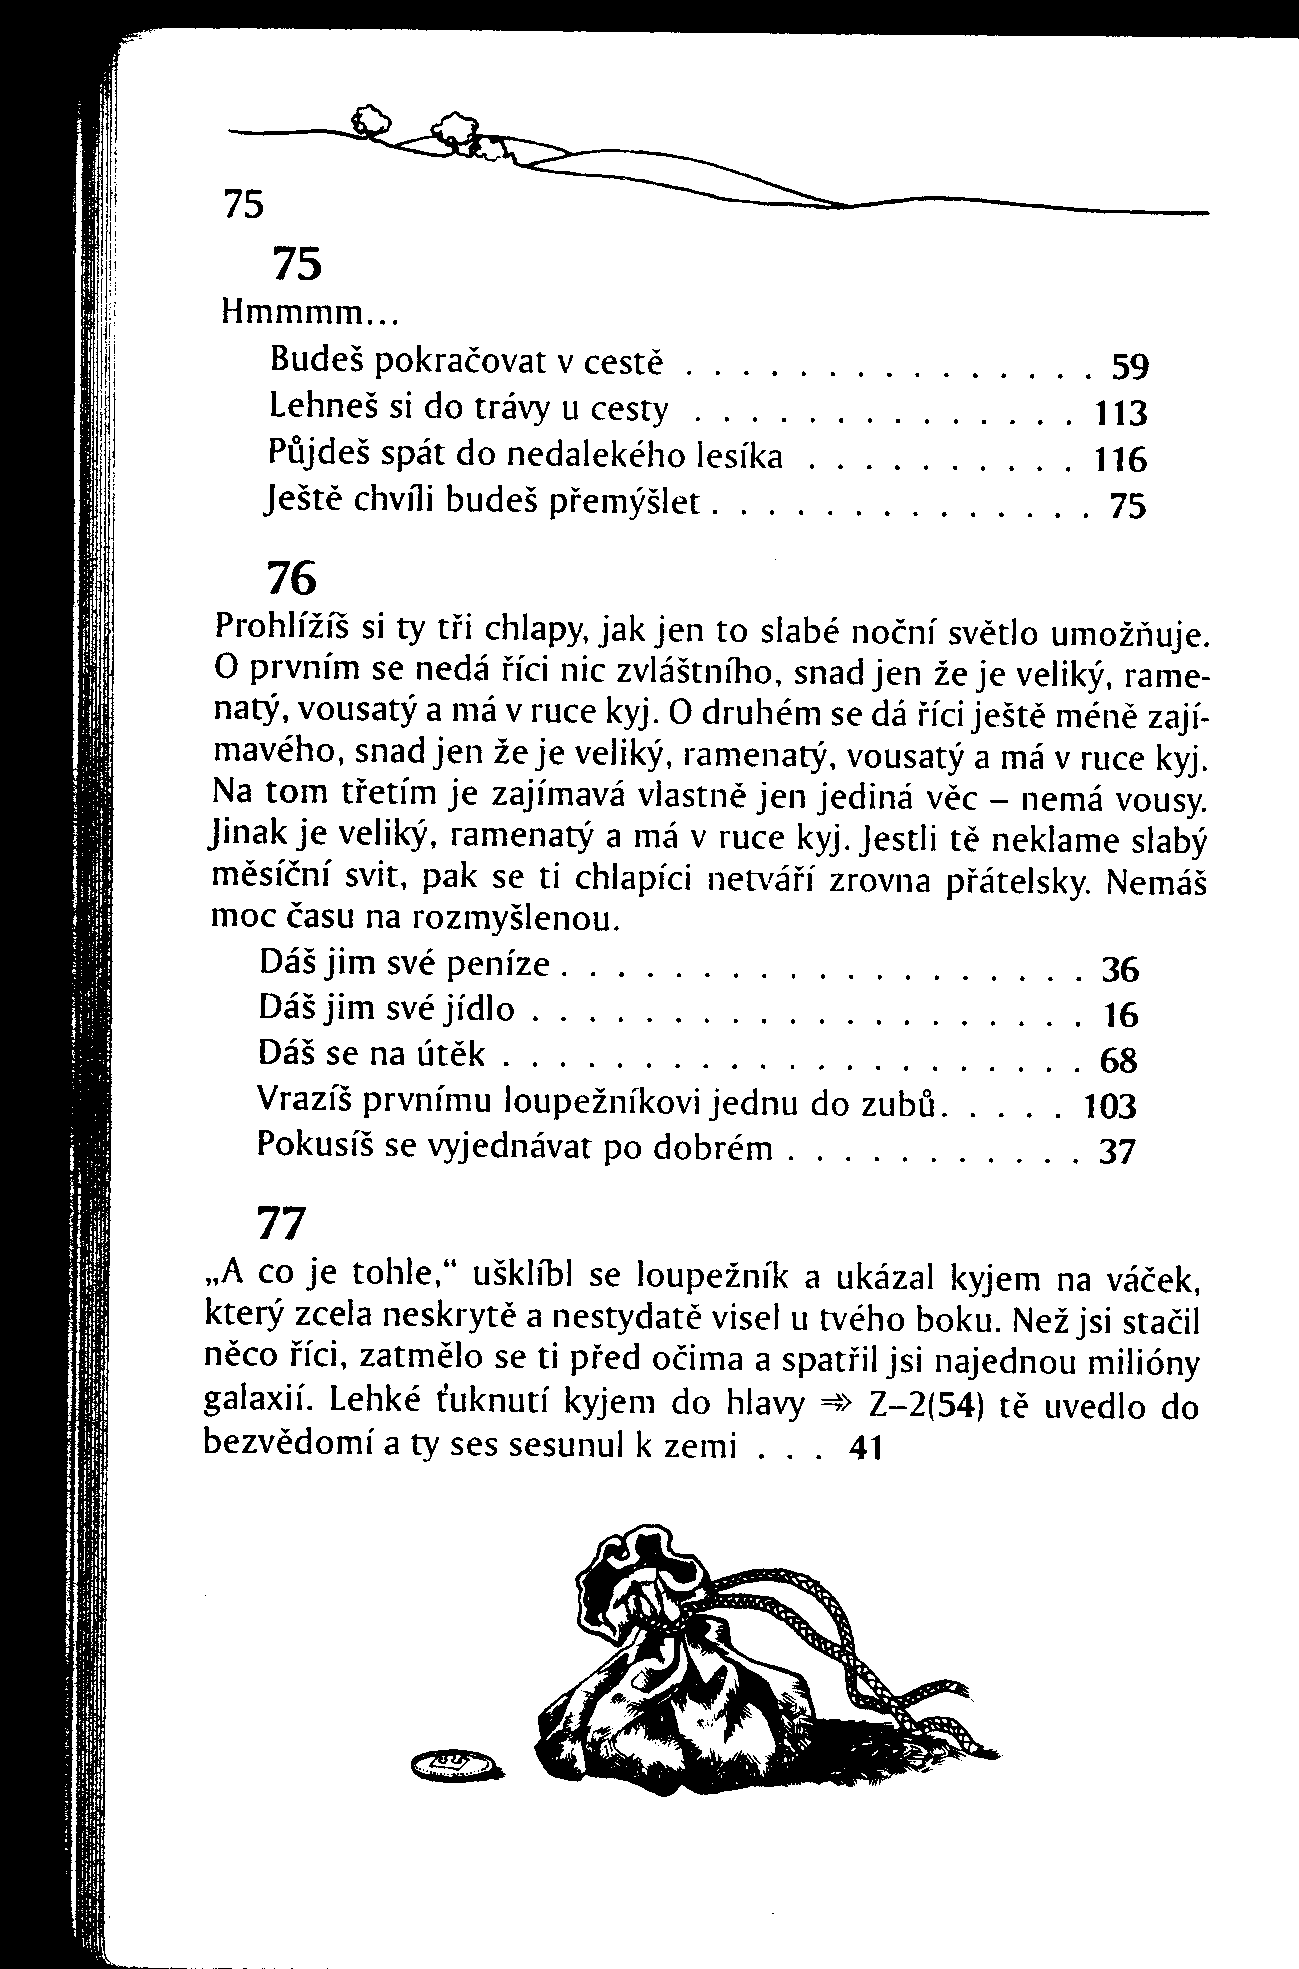 75
75
Hmmmm...
Budeš pokračovat v cestě . . . . . . . . . . . . . . . 59
Lehneš si do trávy u cesty . . . . . . . . . . . . . . 113
Půjdeš spát do nedalekého lesíka . . . . . . . . . . 116
Ještě chvíli budeš přemýšlet . . . . . . . . . . . . . . 75
76
Prohlížíš si ty tři chlapy, jak jen to slabé noční světlo umožňuje.
O prvním se nedá říci nic zvláštního, snad jen že je veliký, rame-
natý, vousatý a má v ruce kyj. O druhém se dá říci ještě méně zají-
mavého, snad jen že je veliký, ramenatý, vousatý a má v ruce kyj.
Na tom třetím je zajímavá vlastně jen jediná věc – nemá vousy.
Jinak je veliký, ramenatý a má v ruce kyj. Jestli tě neklame slabý
měsíční svit, pak se ti chlapíci netváří zrovna přátelsky. Nemáš
moc času na rozmyšlenou.
Dáš jim své peníze . . . . . . . . . . . . . . . . . . . 36
Dáš jim své jídlo . . . . . . . . . . . . . . . . . . . . 16
Dáš se na útěk . . . . . . . . . . . . . . . . . . . . . 68
Vrazíš prvnímu loupežníkovi jednu do zubů. . . . . 103
Pokusíš se vyjednávat po dobrém . . . . . . . . . . . 37
77
„A co je tohle,“ ušklíbl se loupežník a ukázal kyjem na váček,
který zcela neskrytě a nestydatě visel u tvého boku. Než jsi stačil
něco říci, zatmělo se ti před očima a spatřil jsi najednou milióny
galaxií. Lehké ťuknutí kyjem do hlavy ⇒ Z–2(54) tě uvedlo do
bezvědomí a ty ses sesunul k zemi . . . 41